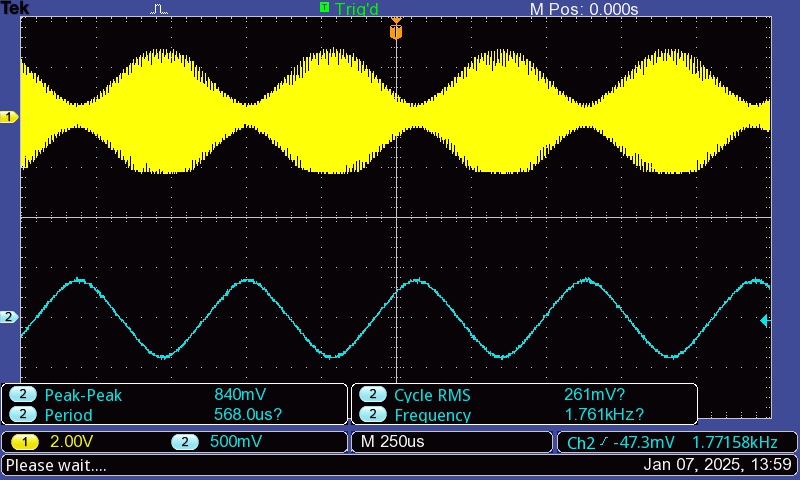 Tek T Trig'd M Pos: 0.000s
T
1
2
2 Peak-Peak 840mV 2 Cycle RMS 261mV?
2 Period 568.0us? 2 Frequency 1.761kHz?
1 2.00V 2 500mV M 250us Ch2 -47.3mV 1.77158kHz
Please wait.... Jan 07, 2025, 13:59